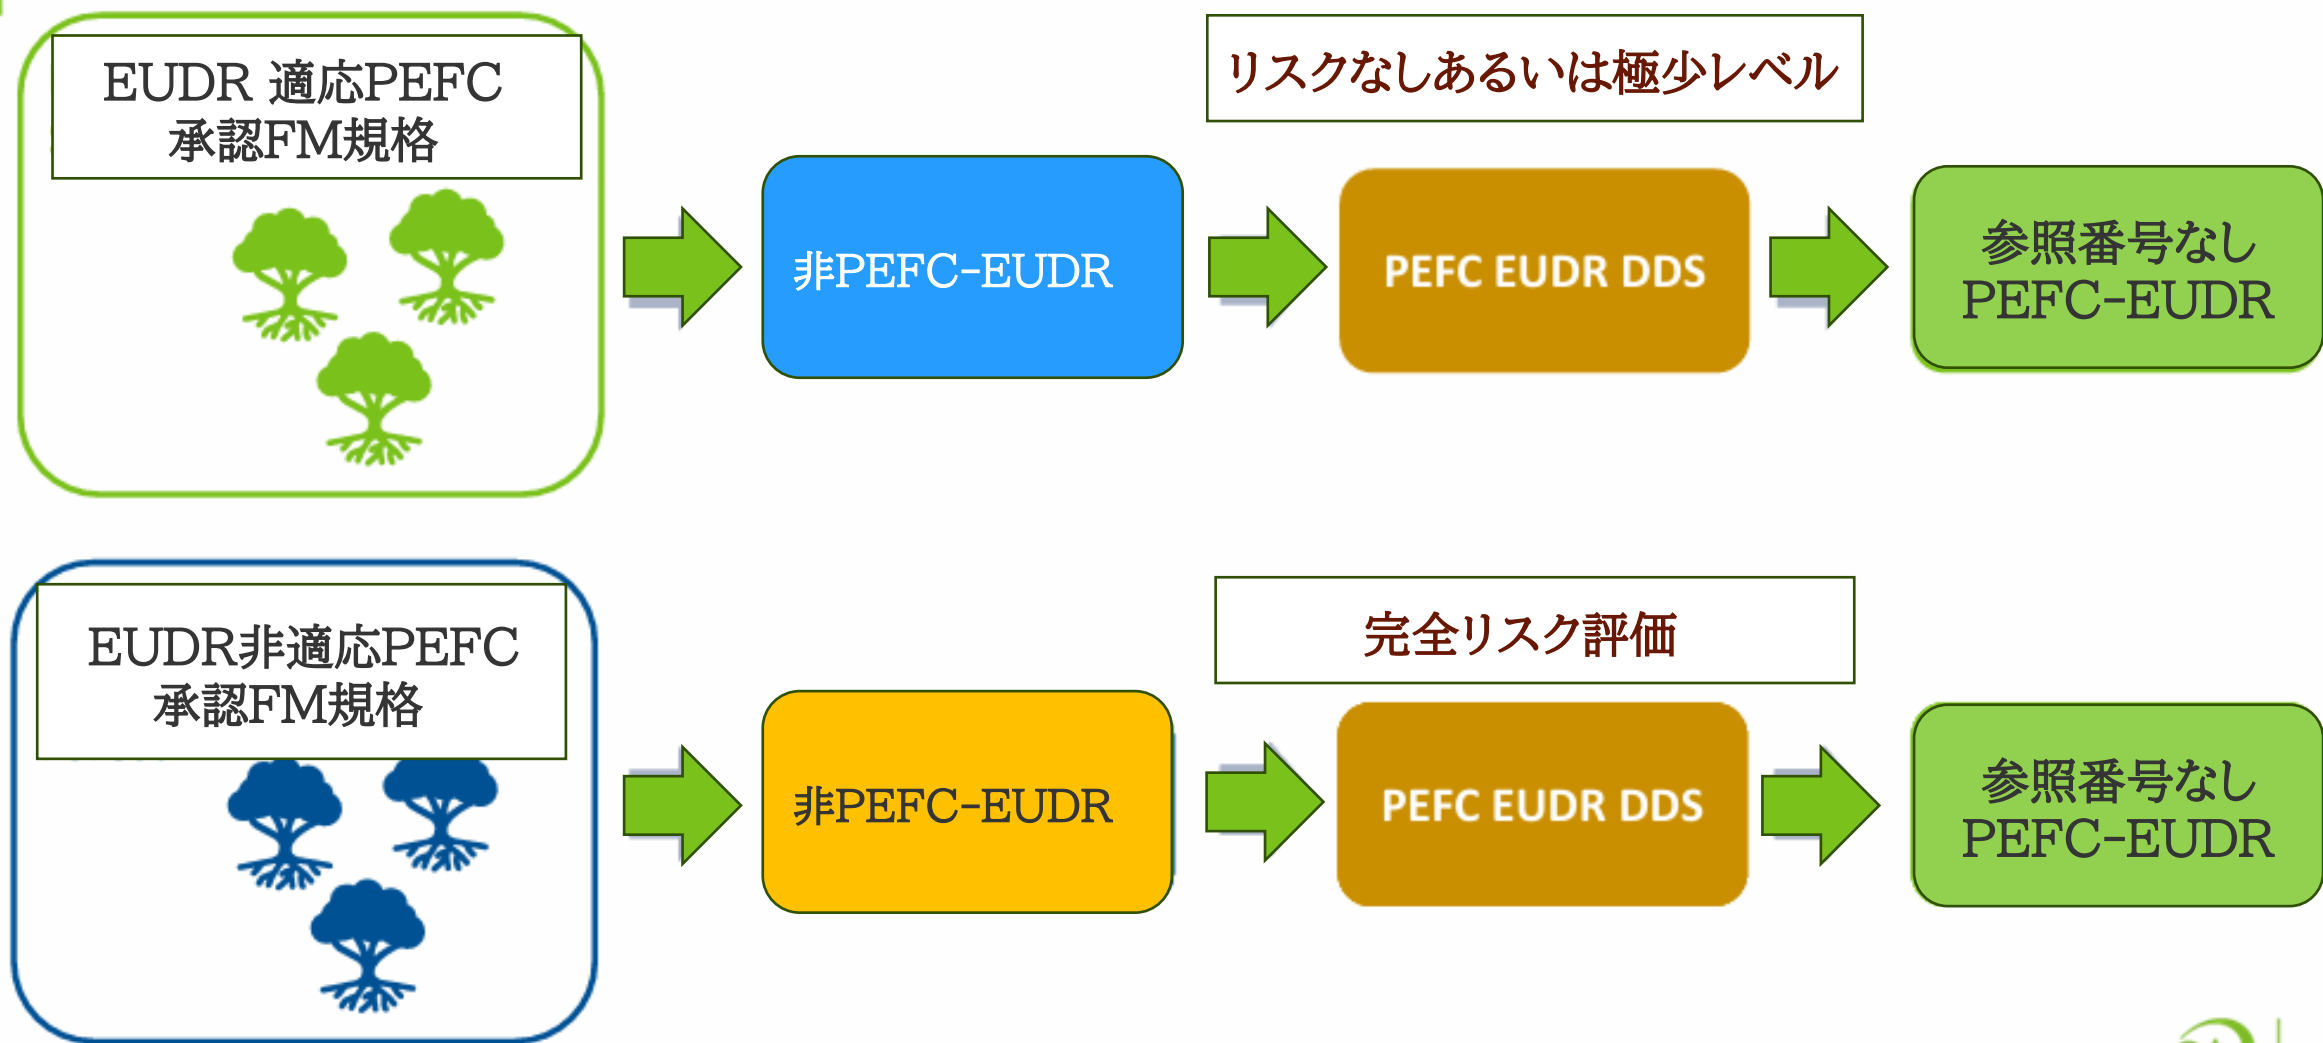 EUDR 適応PEFC
承認FM規格
リスクなしあるいは極少レベル
非PEFC-EUDR
PEFC EUDR DDS
参照番号なし
PEFC-EUDR
EUDR非適応PEFC
承認FM規格
完全リスク評価
非PEFC-EUDR
PEFC EUDR DDS
参照番号なし
PEFC-EUDR